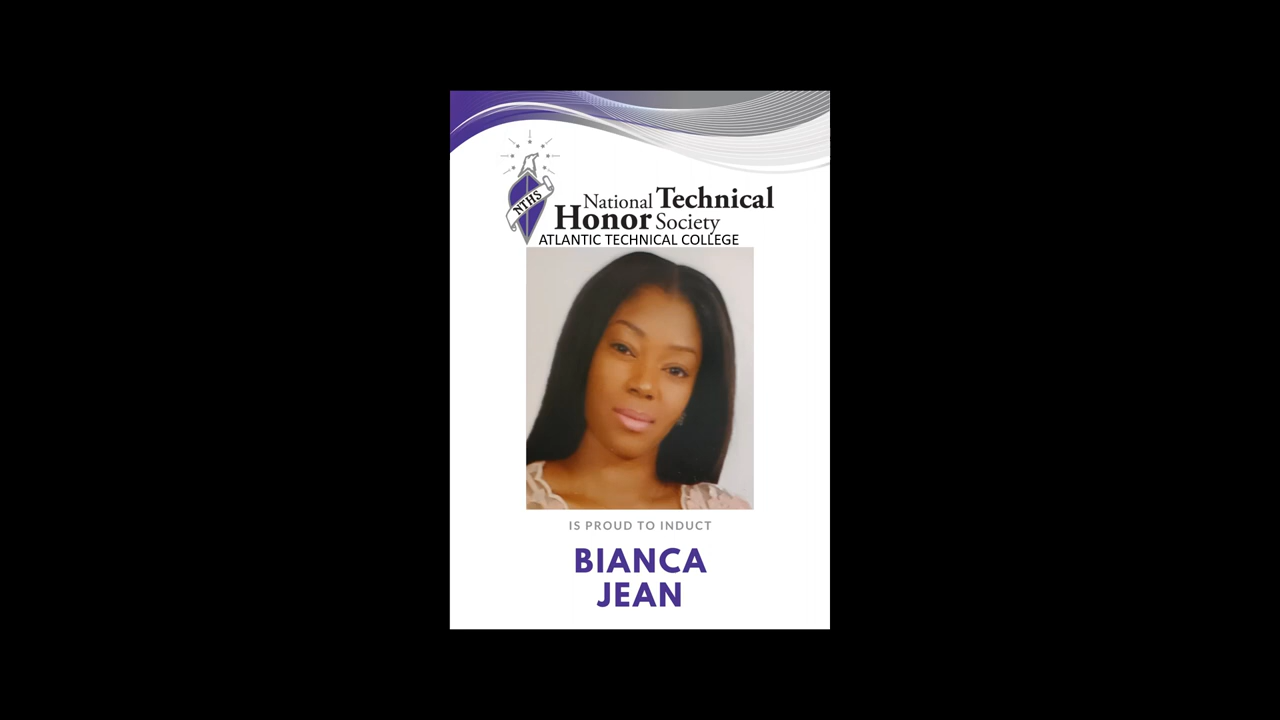 NTHS
National Technical
Honor Society
ATLANTIC TECHNICAL COLLEGE
IS PROUD TO INDUCT
BIANCA
JEAN